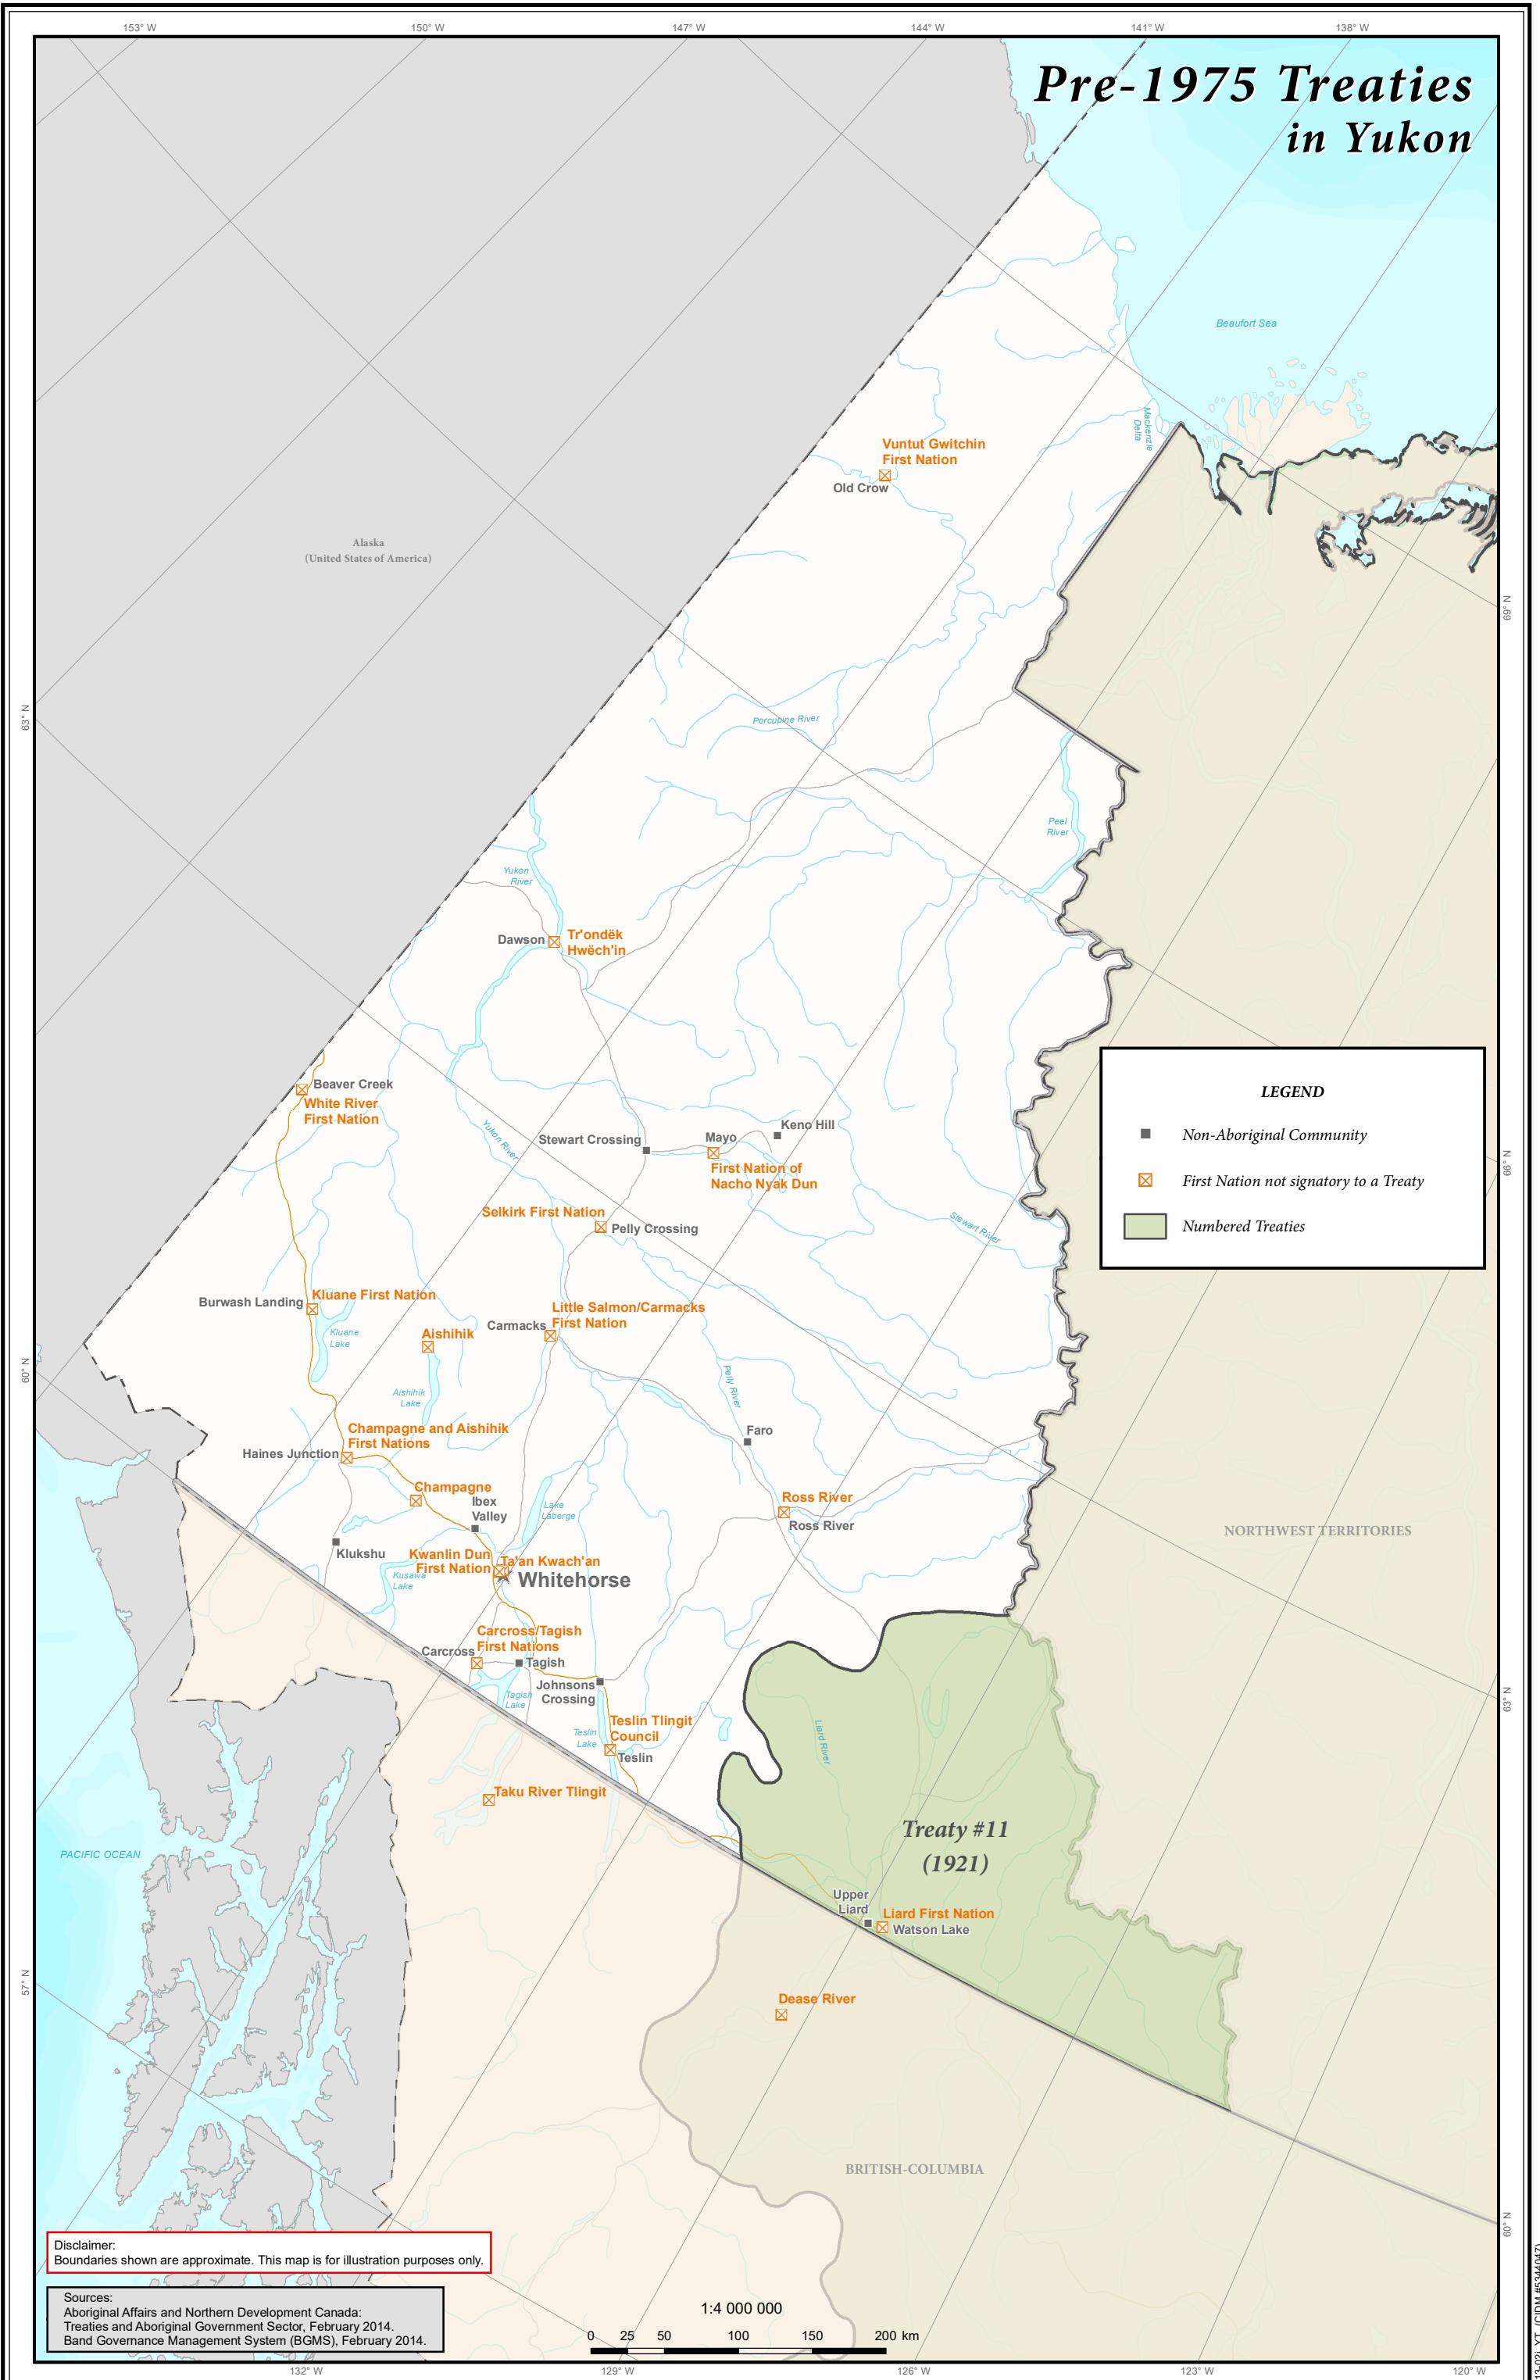 153° W
150° W
147° W
144° W
141° W
138° W
Pre-1975 Treaties
in Yukon
Beaufort Sea
Mackenzie
Delta
Vuntut Gwitchin
First Nation
Old Crow
Alaska
(United States of America)
69° N
63° N
Porcupine River
Peel
River
Yukon
River
Dawson
Tr'ondëk
Hwëch'in
Beaver Creek
White River
First Nation
Yukon River
Stewart Crossing
Mayo
Keno Hill
First Nation of
Nacho Nyak Dun
LEGEND
Non-Aboriginal Community
First Nation not signatory to a Treaty
Numbered Treaties
66° N
Selkirk First Nation
Pelly Crossing
Stewart River
Kluane First Nation
Burwash Landing
Kluane
Lake
Little Salmon/Carmacks
First Nation
Carmacks
Aishihik
60° N
Aishihik
Lake
Pelly River
Champagne and Aishihik
First Nations
Haines Junction
Faro
Champagne
Ibex
Valley
Lake
Laberge
Ross River
Ross River
NORTHWEST TERRITORIES
Klukshu
Kwanlin Dun
First Nation
Ta'an Kwach'an
Whitehorse
Kusawa
Lake
Carcross/Tagish
First Nations
Carcross
Tagish
Johnsons
Crossing
Tagish
Lake
63° N
Teslin Tlingit
Council
Teslin
Lake
Teslin
Liard River
Taku River Tlingit
Treaty #11
(1921)
PACIFIC OCEAN
Upper
Liard
Liard First Nation
Watson Lake
57° N
Dease River
BRITISH-COLUMBIA
60° N
Disclaimer:
Boundaries shown are approximate. This map is for illustration purposes only.
Sources:
Aboriginal Affairs and Northern Development Canada:
Treaties and Aboriginal Government Sector, February 2014.
Band Governance Management System (BGMS), February 2014.
1:4 000 000
0 25 50 100 150 200 km
132° W
129° W
126° W
123° W
120° W